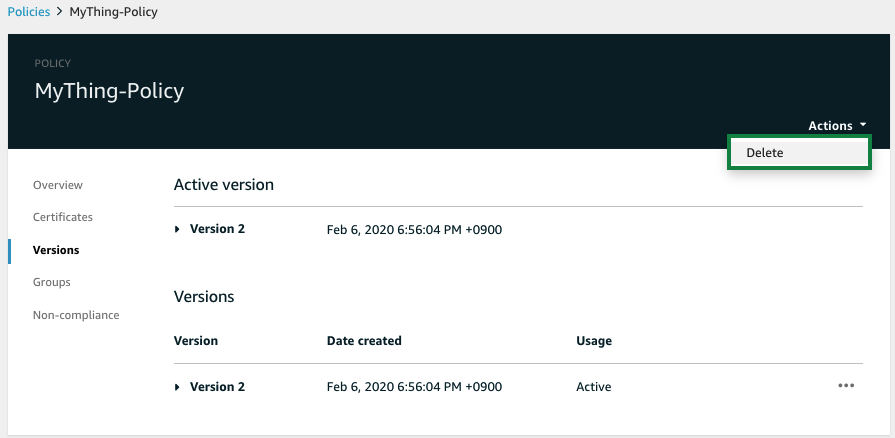 Policies > MyThing-Policy
POLICY
MyThing-Policy
Actions
Delete
Overview
Certificates
Versions
Groups
Non-compliance
Active version
Version 2 Feb 6, 2020 6:56:04 PM +0900
Versions
Version Date created Usage
Version 2 Feb 6, 2020 6:56:04 PM +0900 Active ...